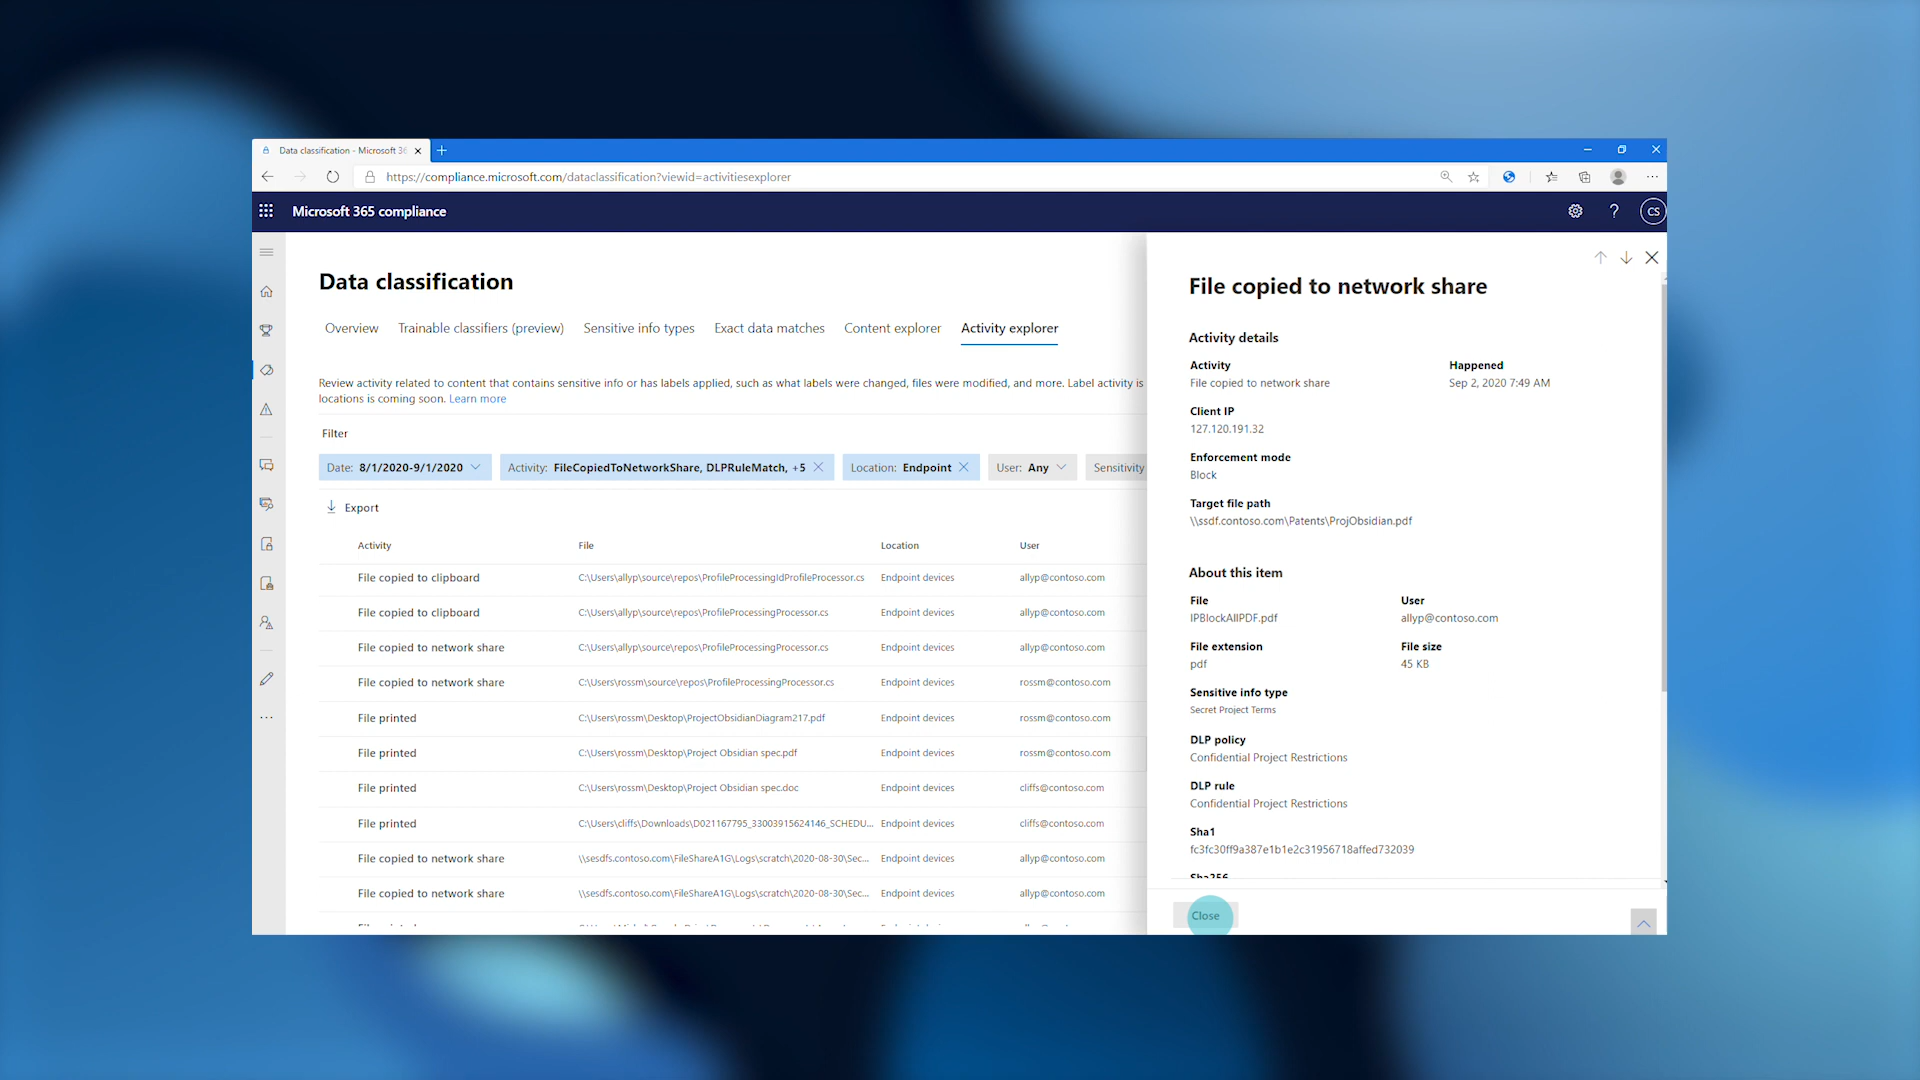 Data classification - Microsoft 36
https://compliance.microsoft.com/dataclassification?viewid=activitiesexplorer
Microsoft 365 compliance
?
CS
Data classification
Overview
Trainable classifiers (preview)
Sensitive info types
Exact data matches
Content explorer
Activity explorer
Review activity related to content that contains sensitive info or has labels applied, such as what labels were changed, files were modified, and more. Label activity is
locations is coming soon. Learn more
Filter
Date: 8/1/2020-9/1/2020
Activity: FileCopiedToNetworkShare, DLPRuleMatch, +5
Location: Endpoint
User: Any
Sensitivity
Export
Activity File Location User
File copied to clipboard C:\Users\allyp\source\repos\ProfileProcessingIdProfileProcessor.cs Endpoint devices allyp@contoso.com
File copied to clipboard C:\Users\allyp\source\repos\ProfileProcessingProcessor.cs Endpoint devices allyp@contoso.com
File copied to network share C:\Users\allyp\source\repos\ProfileProcessingProcessor.cs Endpoint devices allyp@contoso.com
File copied to network share C:\Users\rossm\source\repos\ProfileProcessingProcessor.cs Endpoint devices rossm@contoso.com
File printed C:\Users\rossm\Desktop\ProjectObsidianDiagram217.pdf Endpoint devices rossm@contoso.com
File printed C:\Users\rossm\Desktop\Project Obsidian spec.pdf Endpoint devices rossm@contoso.com
File printed C:\Users\rossm\Desktop\Project Obsidian spec.doc Endpoint devices cliffs@contoso.com
File printed C:\Users\cliffs\Downloads\D021167795_33003915624146_SCHEDU... Endpoint devices cliffs@contoso.com
File copied to network share \\sesdfs.contoso.com\FileShareA1G\Logs\scratch\2020-08-30\Sec... Endpoint devices allyp@contoso.com
File copied to network share \\sesdfs.contoso.com\FileShareA1G\Logs\scratch\2020-08-30\Sec... Endpoint devices allyp@contoso.com
File copied to network share
Activity details
Activity Happened
File copied to network share Sep 2, 2020 7:49 AM
Client IP
127.120.191.32
Enforcement mode
Block
Target file path
\\ssdf.contoso.com\Patents\ProjObsidian.pdf
About this item
File User
IPBlockAllPDF.pdf allyp@contoso.com
File extension File size
pdf 45 KB
Sensitive info type
Secret Project Terms
DLP policy
Confidential Project Restrictions
DLP rule
Confidential Project Restrictions
Sha1
fc3fc30ff9a387e1b1e2c31956718affed732039
Sha256
Close